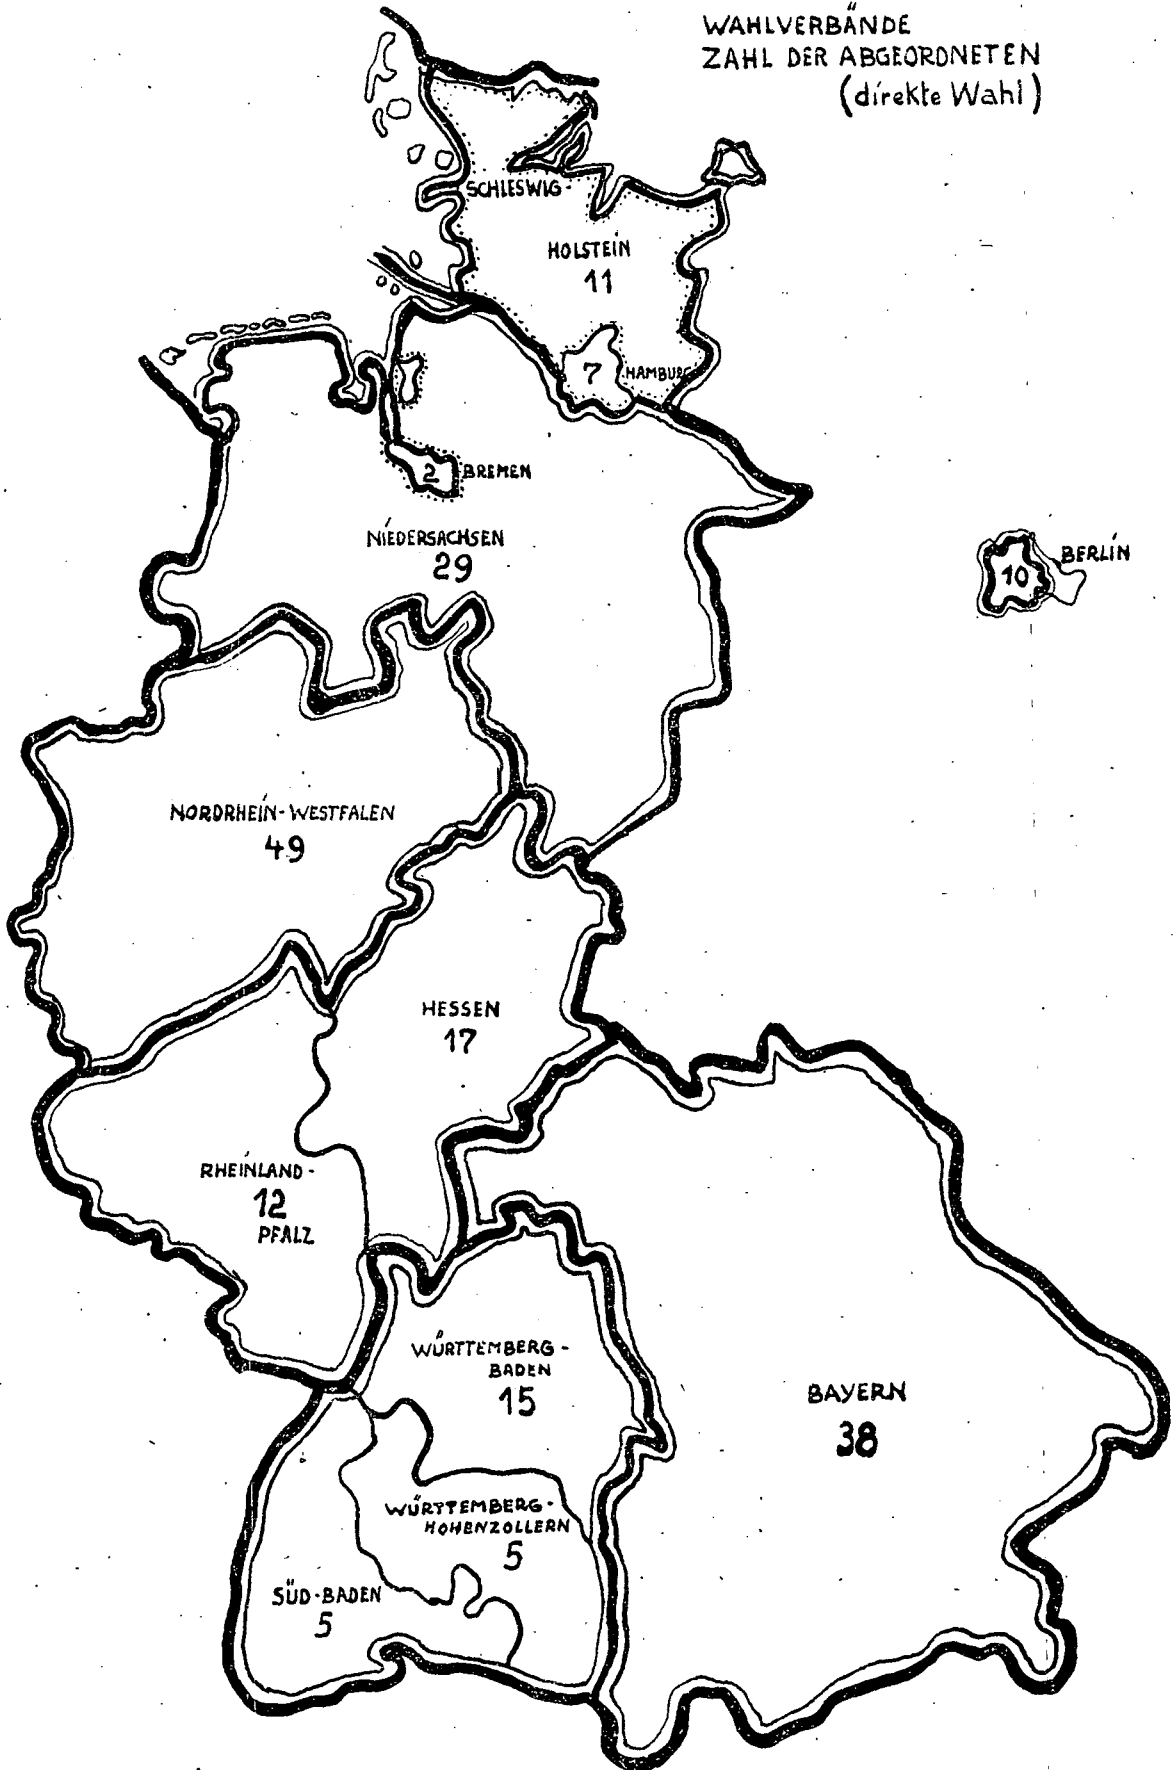 WAHLVERBÄNDE
ZAHL DER ABGEORDNETEN
(direkte Wahl)
SCHLESWIG-
HOLSTEIN
11
7
HAMBURG
2
BREMEN
NIEDERSACHSEN
29
10
BERLIN
NORDRHEIN-WESTFALEN
49
HESSEN
17
RHEINLAND-
12
PFALZ
WÜRTTEMBERG-
BADEN
15
BAYERN
38
WÜRTTEMBERG-
HOHENZOLLERN
5
SÜD-BADEN
5